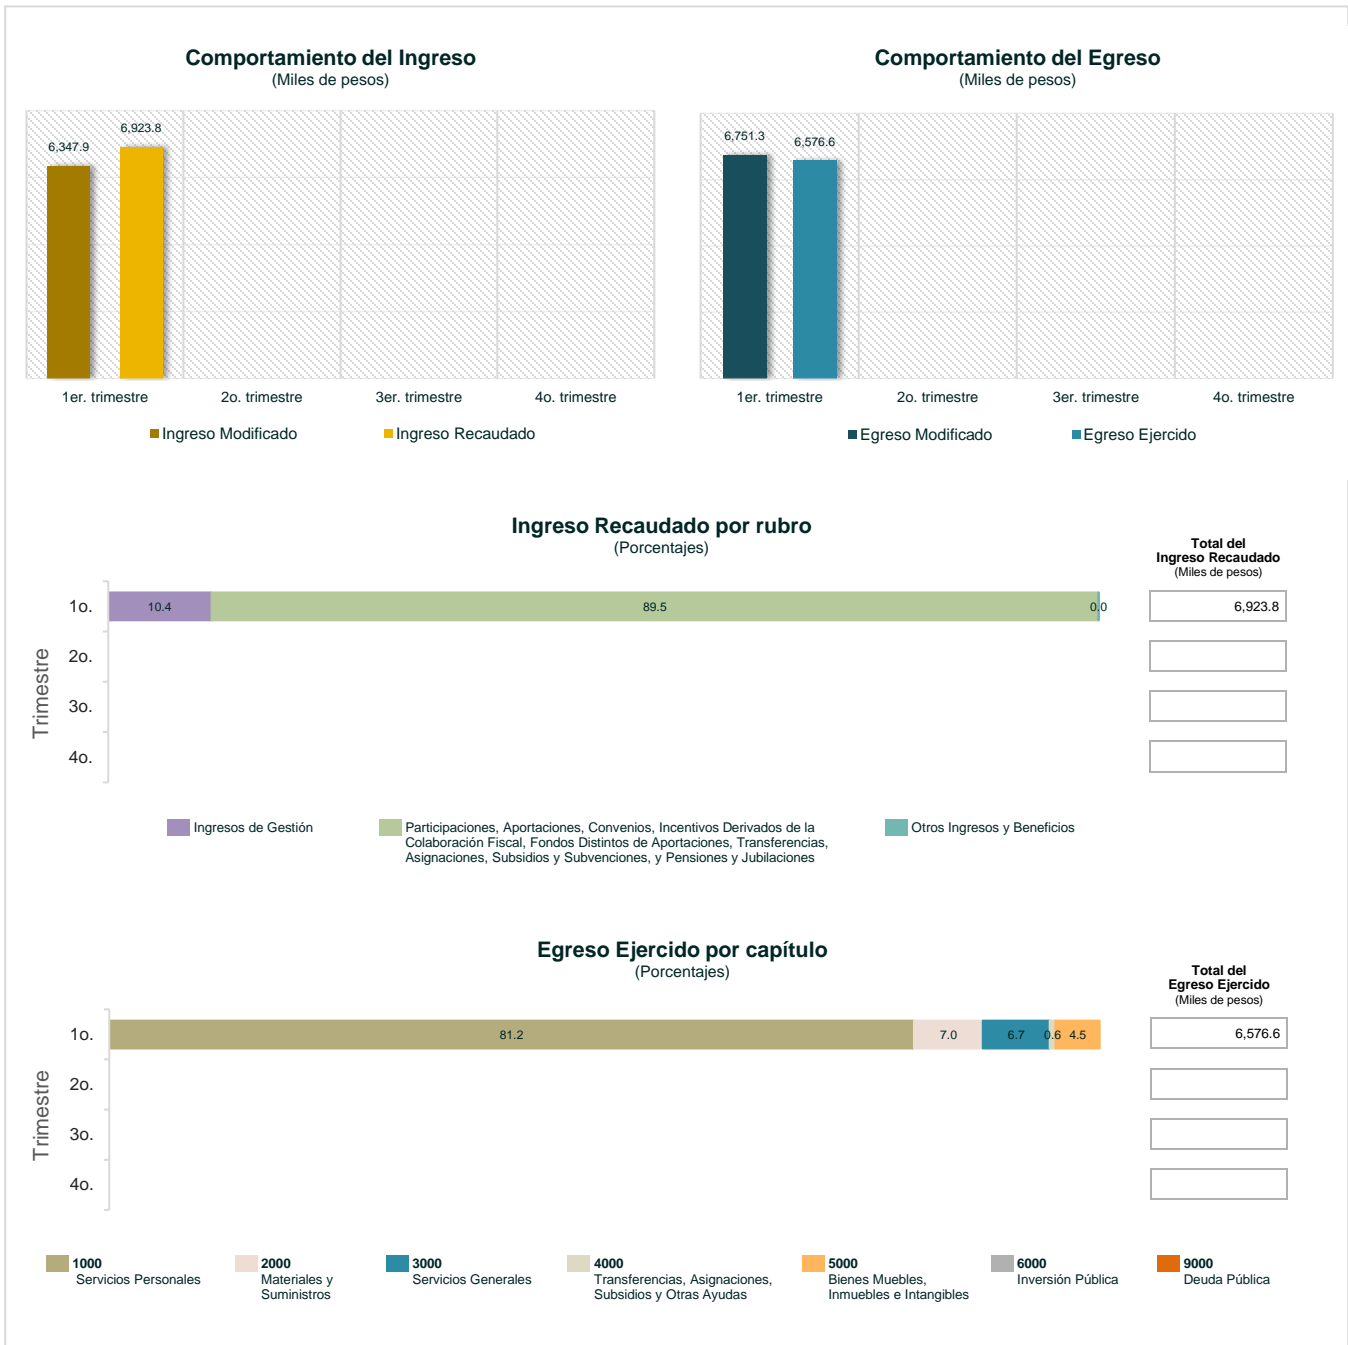 Comportamiento del Ingreso
(Miles de pesos)
6,347.9
6,923.8
1er. trimestre
2o. trimestre
3er. trimestre
4o. trimestre
Ingreso Modificado
Ingreso Recaudado
Comportamiento del Egreso
(Miles de pesos)
6,751.3
6,576.6
1er. trimestre
2o. trimestre
3er. trimestre
4o. trimestre
Egreso Modificado
Egreso Ejercido
Ingreso Recaudado por rubro
(Porcentajes)
Total del
Ingreso Recaudado
(Miles de pesos)
Trimestre
1o.
10.4
89.5
0.0
6,923.8
2o.
3o.
4o.
Ingresos de Gestión
Participaciones, Aportaciones, Convenios, Incentivos Derivados de la
Colaboración Fiscal, Fondos Distintos de Aportaciones, Transferencias,
Asignaciones, Subsidios y Subvenciones, y Pensiones y Jubilaciones
Otros Ingresos y Beneficios
Egreso Ejercido por capítulo
(Porcentajes)
Total del
Egreso Ejercido
(Miles de pesos)
Trimestre
1o.
81.2
7.0
6.7
0.6
4.5
6,576.6
2o.
3o.
4o.
1000
Servicios Personales
2000
Materiales y
Suministros
3000
Servicios Generales
4000
Transferencias, Asignaciones,
Subsidios y Otras Ayudas
5000
Bienes Muebles,
Inmuebles e Intangibles
6000
Inversión Pública
9000
Deuda Pública